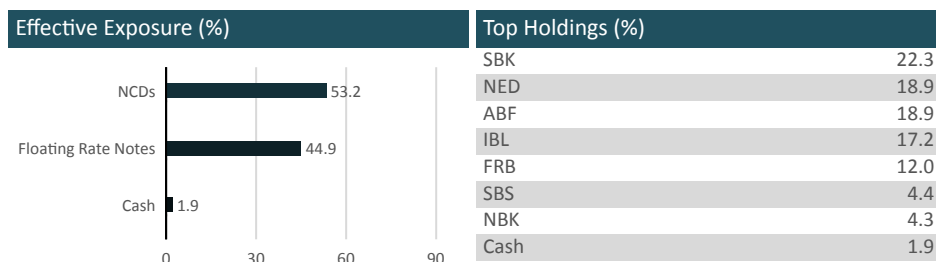 Effective Exposure (%)
NCDs 53.2
Floating Rate Notes 44.9
Cash 1.9
0 30 60 90
Top Holdings (%)
SBK 22.3
NED 18.9
ABF 18.9
IBL 17.2
FRB 12.0
SBS 4.4
NBK 4.3
Cash 1.9